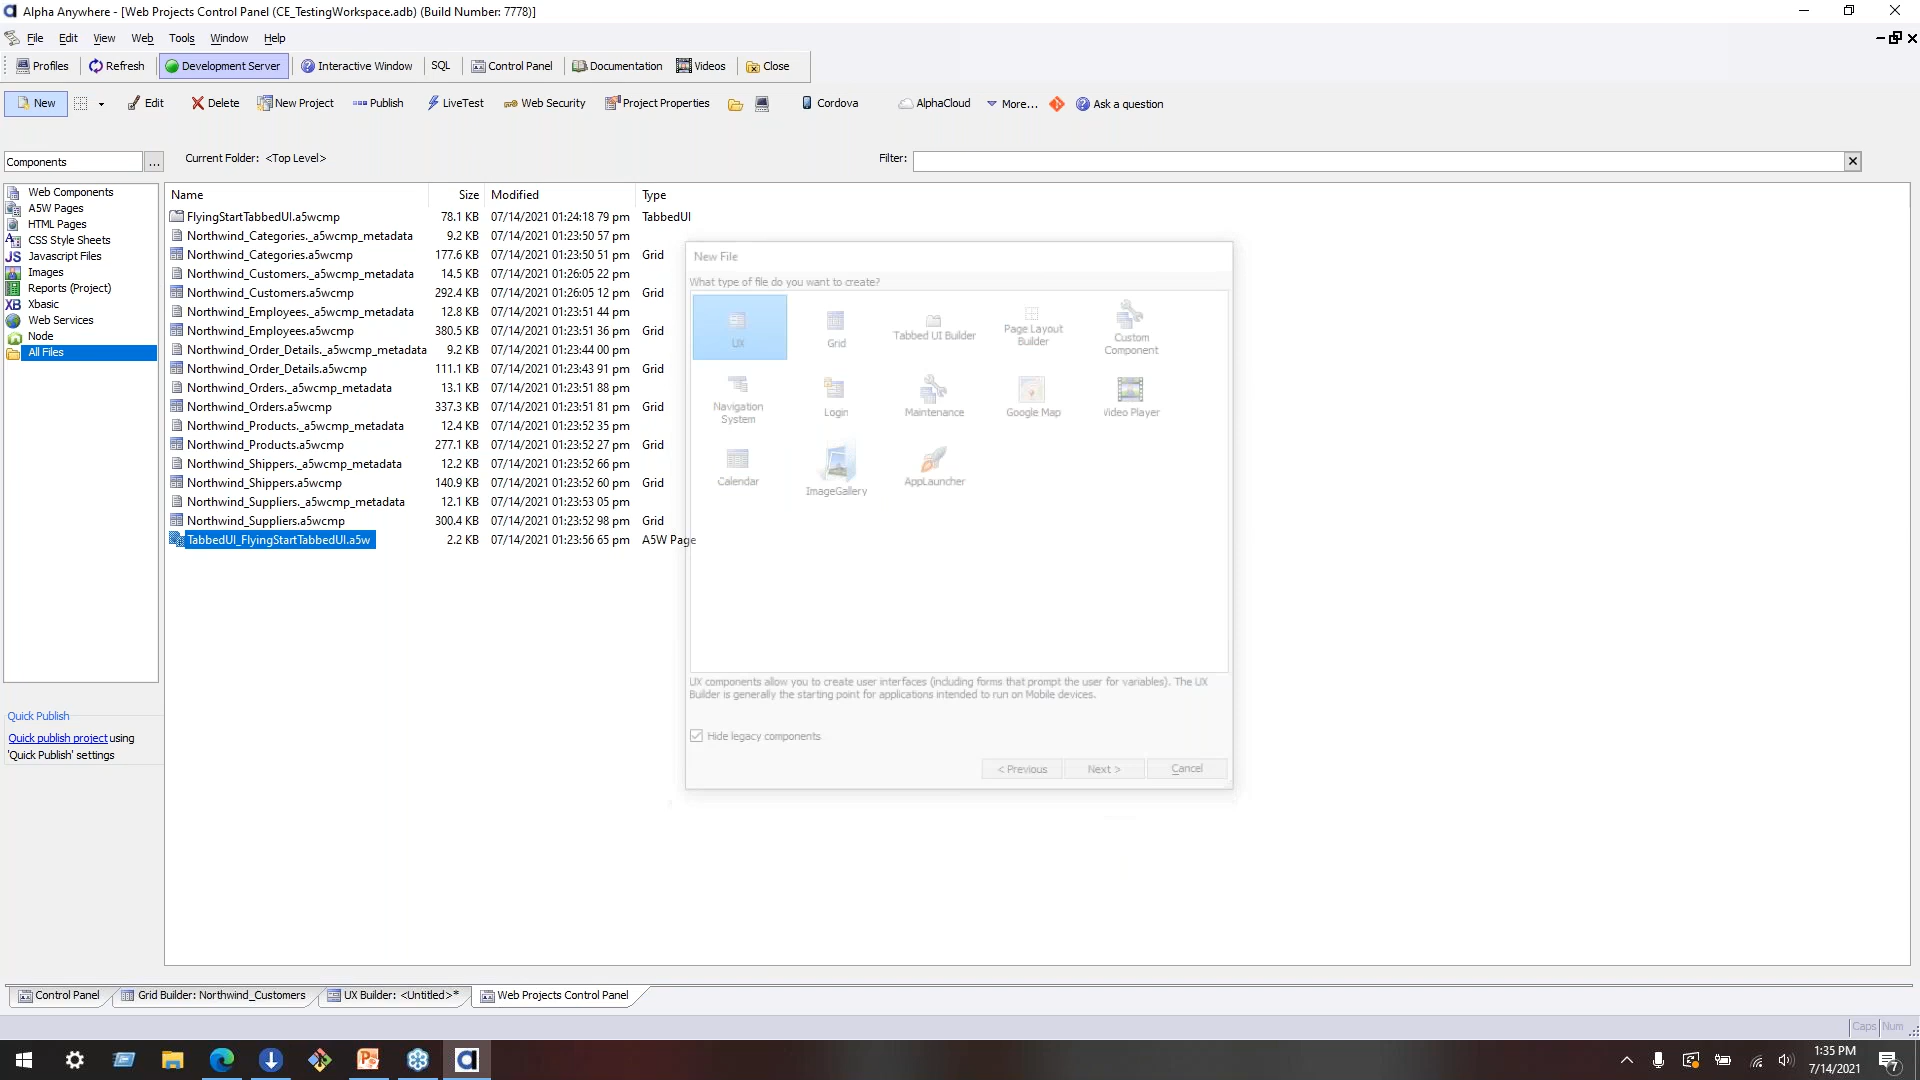 Alpha Anywhere - [Web Projects Control Panel (CE_TestingWorkspace.adb) (Build Number: 7778)]
File Edit View Web Tools Window Help
Profiles Refresh Development Server Interactive Window SQL Control Panel Documentation Videos Close
New Edit Delete New Project Publish LiveTest Web Security Project Properties Cordova AlphaCloud More... Ask a question
Components ... Current Folder: <Top Level> Filter:
Web Components
A5W Pages
HTML Pages
CSS Style Sheets
JS Javascript Files
Images
Reports (Project)
XB Xbasic
Web Services
Node
All Files
Quick Publish
Quick publish project using
'Quick Publish' settings
Name Size Modified Type
FlyingStartTabbedUI.a5wcmp 78.1 KB 07/14/2021 01:24:18 79 pm TabbedUI
Northwind_Categories._a5wcmp_metadata 9.2 KB 07/14/2021 01:23:50 57 pm
Northwind_Categories.a5wcmp 177.6 KB 07/14/2021 01:23:50 51 pm Grid
Northwind_Customers._a5wcmp_metadata 14.5 KB 07/14/2021 01:26:05 22 pm
Northwind_Customers.a5wcmp 292.4 KB 07/14/2021 01:26:05 12 pm Grid
Northwind_Employees._a5wcmp_metadata 12.8 KB 07/14/2021 01:23:51 44 pm
Northwind_Employees.a5wcmp 380.5 KB 07/14/2021 01:23:51 36 pm Grid
Northwind_Order_Details._a5wcmp_metadata 9.2 KB 07/14/2021 01:23:44 00 pm
Northwind_Order_Details.a5wcmp 111.1 KB 07/14/2021 01:23:43 91 pm Grid
Northwind_Orders._a5wcmp_metadata 13.1 KB 07/14/2021 01:23:51 88 pm
Northwind_Orders.a5wcmp 337.3 KB 07/14/2021 01:23:51 81 pm Grid
Northwind_Products._a5wcmp_metadata 12.4 KB 07/14/2021 01:23:52 35 pm
Northwind_Products.a5wcmp 277.1 KB 07/14/2021 01:23:52 27 pm Grid
Northwind_Shippers._a5wcmp_metadata 12.2 KB 07/14/2021 01:23:52 66 pm
Northwind_Shippers.a5wcmp 140.9 KB 07/14/2021 01:23:52 60 pm Grid
Northwind_Suppliers._a5wcmp_metadata 12.1 KB 07/14/2021 01:23:53 05 pm
Northwind_Suppliers.a5wcmp 300.4 KB 07/14/2021 01:23:52 98 pm Grid
TabbedUI_FlyingStartTabbedUI.a5w 2.2 KB 07/14/2021 01:23:56 65 pm A5W Page
New File
What type of file do you want to create?
UX Grid Tabbed UI Builder Page Layout Builder Custom Component
Navigation System Login Maintenance Google Map Video Player
Calendar ImageGallery AppLauncher
UX components allow you to create user interfaces (including forms that prompt the user for variables). The UX
Builder is generally the starting point for applications intended to run on Mobile devices.
Hide legacy components
< Previous Next > Cancel
Control Panel Grid Builder: Northwind_Customers UX Builder: <Untitled>* Web Projects Control Panel
Caps Num
1:35 PM
7/14/2021
7